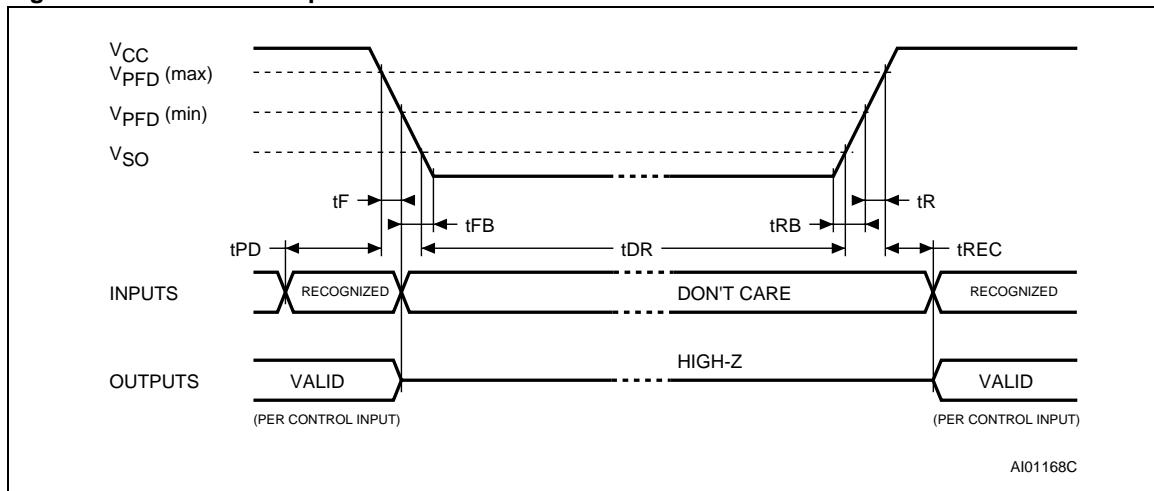 VCC
VPFD (max)
VPFD (min)
VSO
tF
tFB
tRB
tR
tPD
tDR
tREC
INPUTS
RECOGNIZED
DON'T CARE
RECOGNIZED
HIGH-Z
OUTPUTS
VALID
VALID
(PER CONTROL INPUT)
(PER CONTROL INPUT)
AI01168C